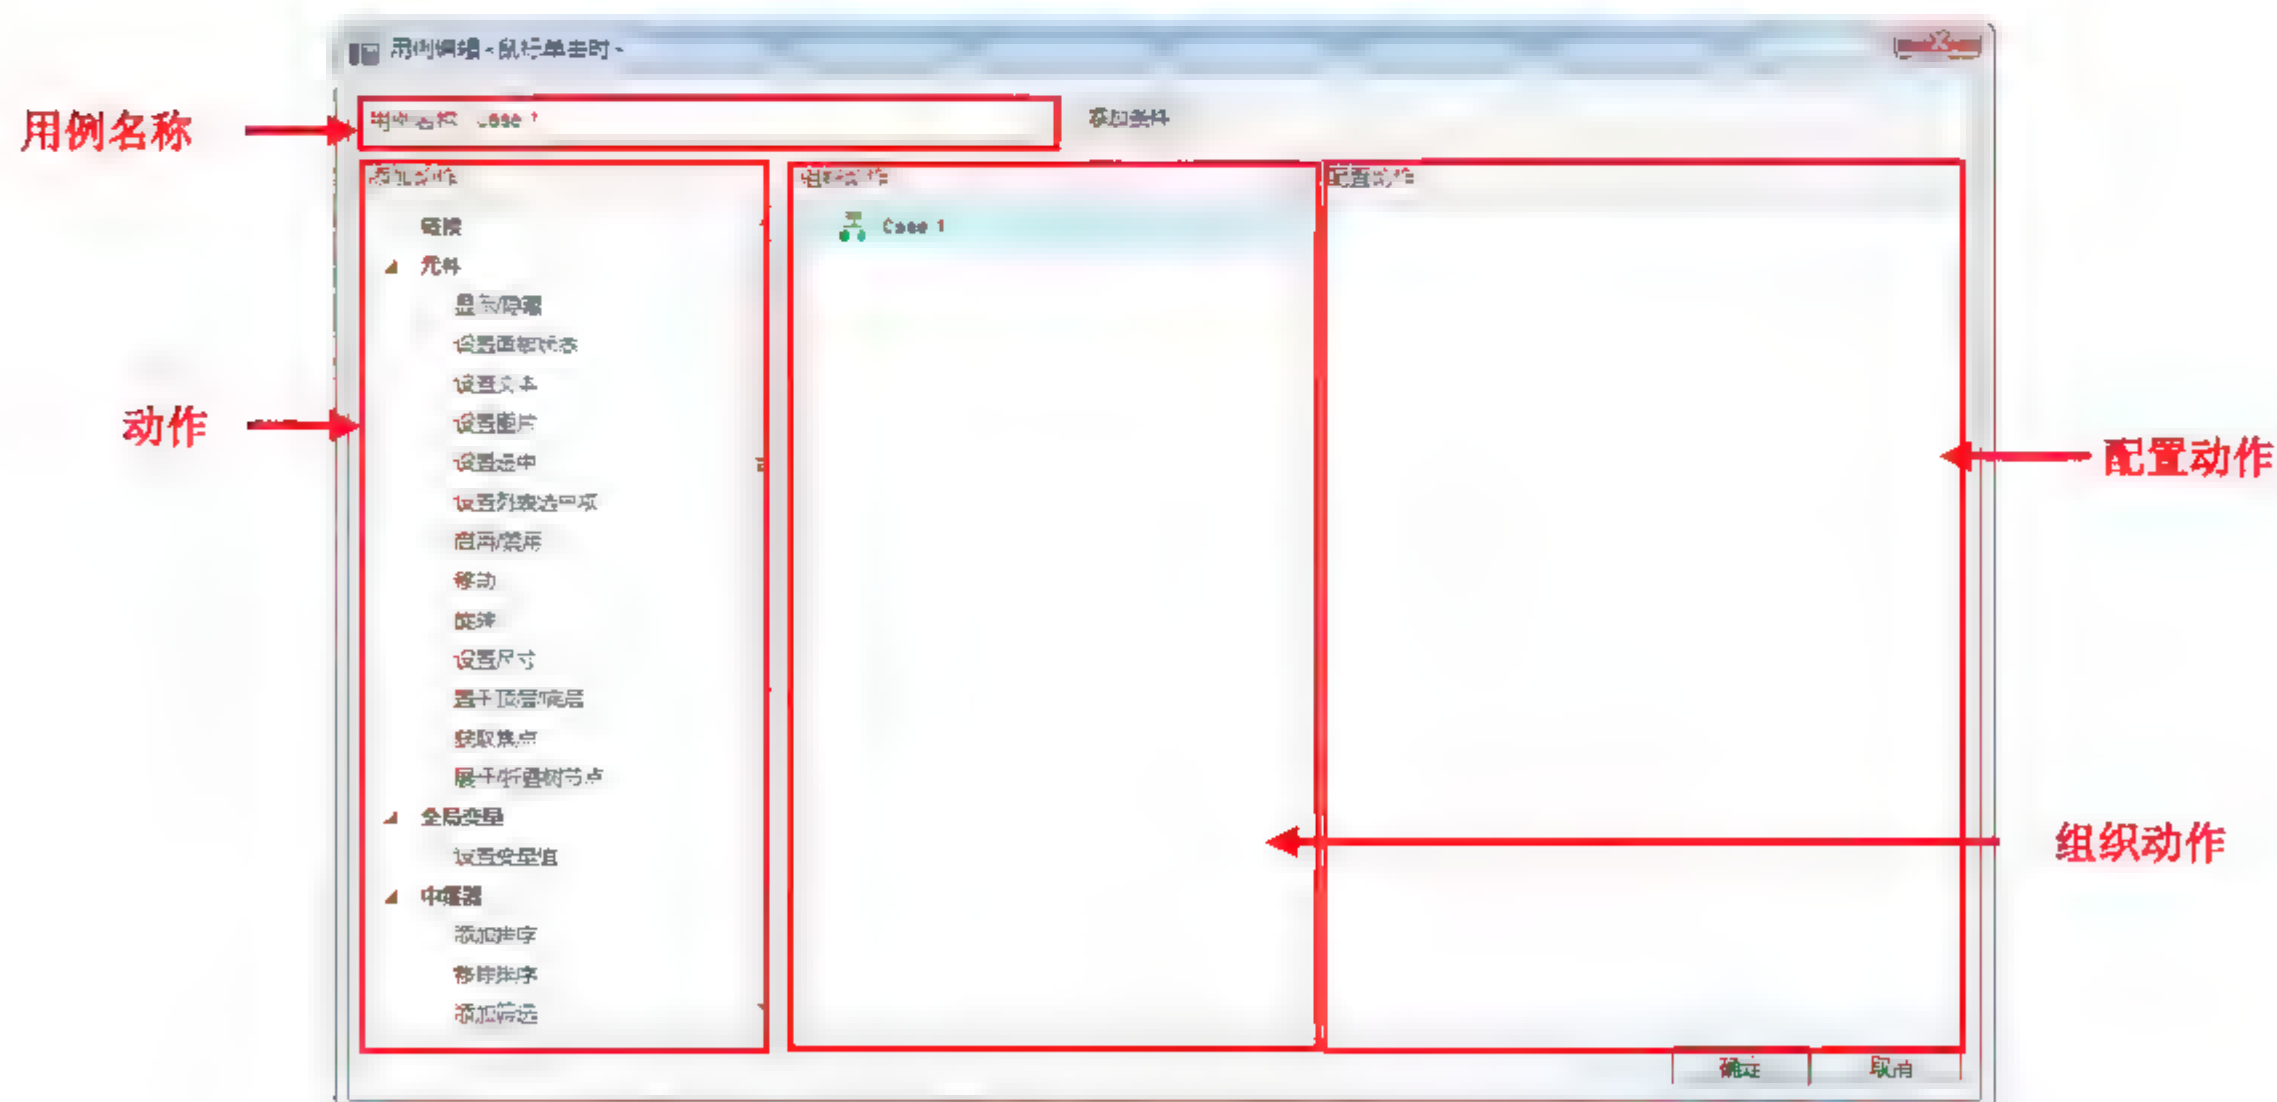 用例编辑 - 鼠标单击时 -
用例名称
用例名称 Case 1
添加条件
添加动作
组织动作
配置动作
链接
Case 1
元件
显示/隐藏
设置面板状态
设置文本
设置图片
设置选中
设置列表选中项
启用/禁用
移动
旋转
设置尺寸
置于顶层/底层
获取焦点
展开/折叠树节点
全局变量
设置变量值
中继器
添加排序
移除排序
添加筛选
动作
配置动作
组织动作
确定
取消